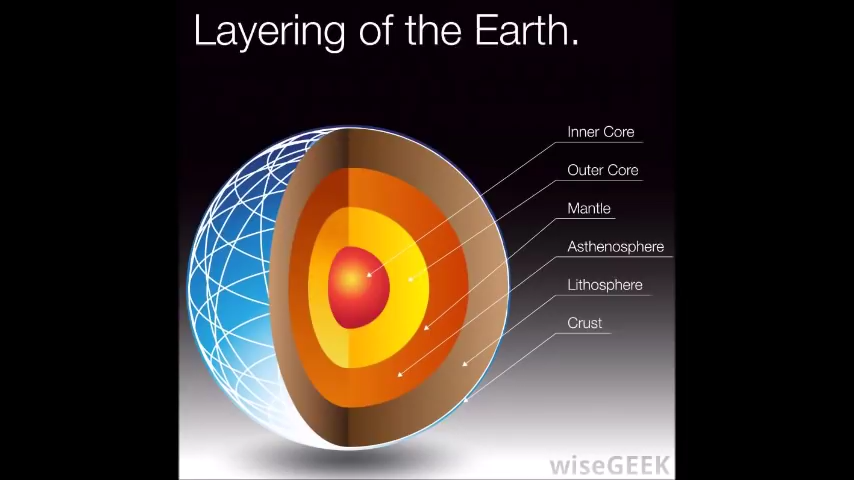 Layering of the Earth.
Inner Core
Outer Core
Mantle
Asthenosphere
Lithosphere
Crust
wiseGEEK